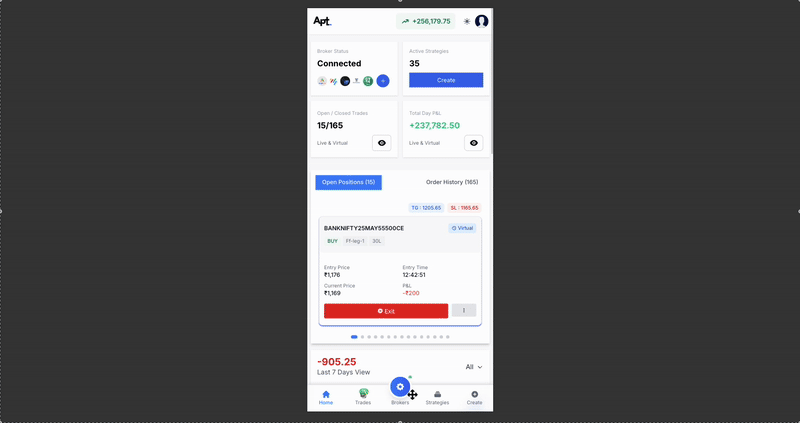 Apt.
+256,179.75
Broker Status
Connected
Active Strategies
35
Create
Open / Closed Trades
15/165
Live & Virtual
Total Day P&L
+237,782.50
Live & Virtual
Open Positions (15)
Order History (165)
TG : 1205.65
SL : 1165.65
BANKNIFTY25MAY55500CE
Virtual
BUY
FF-leg-1
30L
Entry Price
₹1,176
Entry Time
12:42:51
Current Price
₹1,169
P&L
-₹200
Exit
-905.25
Last 7 Days View
All
Home
Trades
Brokers
Strategies
Create